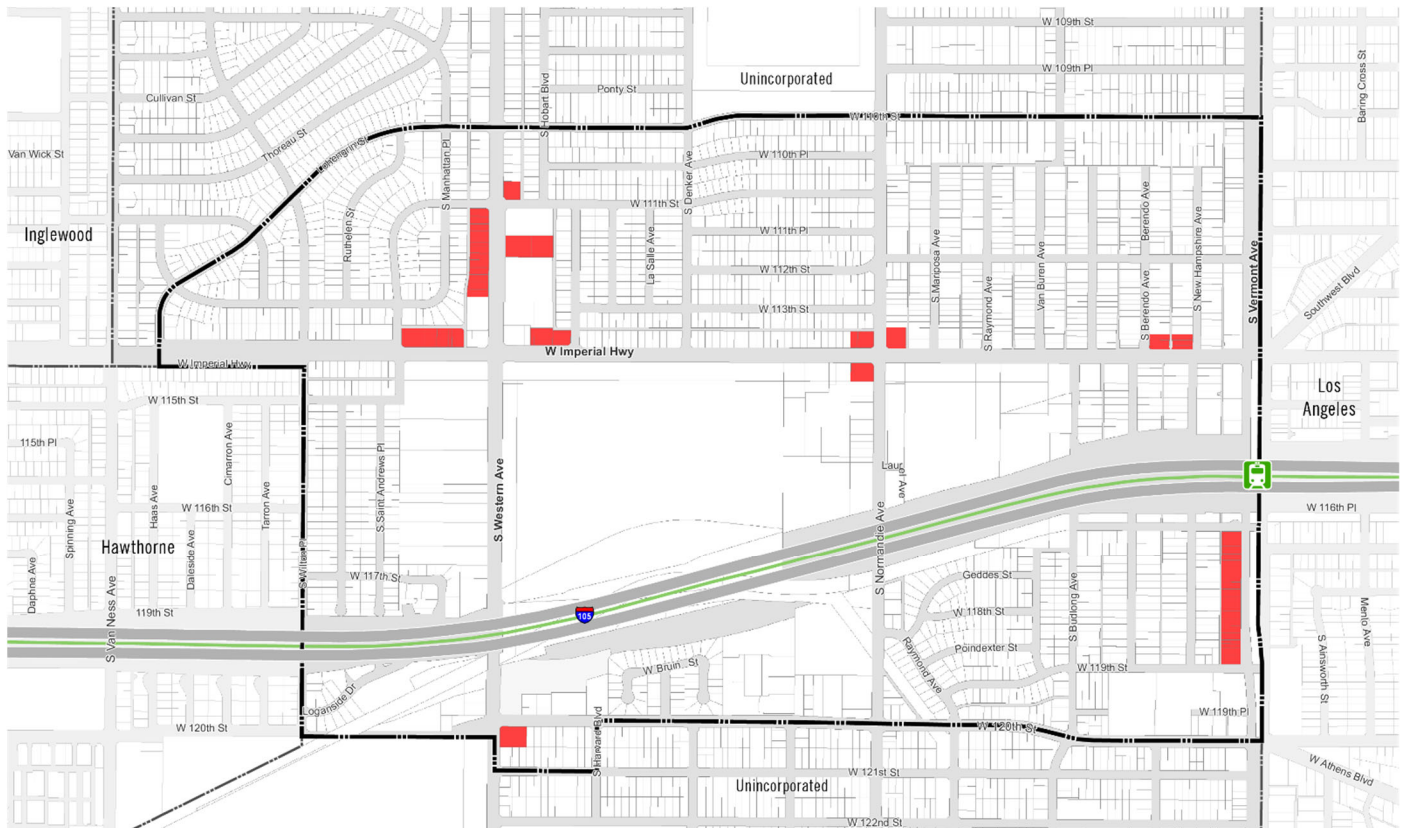 W 109th St
Unincorporated
W 109th Pl
Cullivan St
Ponty St
S Hobart Blvd
Baring Cross St
W 110th St
Thoreau St
Van Wick St
S Manhattan Pl
S Denker Ave
W 110th Pl
Inglewood
Ruthelen St
W 111th St
La Salle Ave
W 111th Pl
W 112th St
W 113th St
S Mariposa Ave
S Raymond Ave
Van Buren Ave
Berendo Ave
S Berendo Ave
S New Hampshire Ave
S Vermont Ave
Southwest Blvd
W Imperial Hwy
W Imperial Hwy
Los
Angeles
W 115th St
115th Pl
Cimarron Ave
Spinning Ave
Haas Ave
Tarron Ave
S Saint Andrews Pl
S Western Ave
Laurel Ave
S Normandie Ave
W 116th St
W 116th Pl
Hawthorne
Daphne Ave
Daleside Ave
S Van Ness Ave
S Wilton Pl
W 117th St
119th St
105
Geddes St
W 118th St
Poindexter St
S Budlong Ave
Raymond Ave
W 119th St
S Ainsworth St
Menlo Ave
W Bruin St
Loganside Dr
W 119th Pl
W 120th St
W 120th St
S Harvard Blvd
W 121st St
Unincorporated
W Athens Blvd
W 122nd St